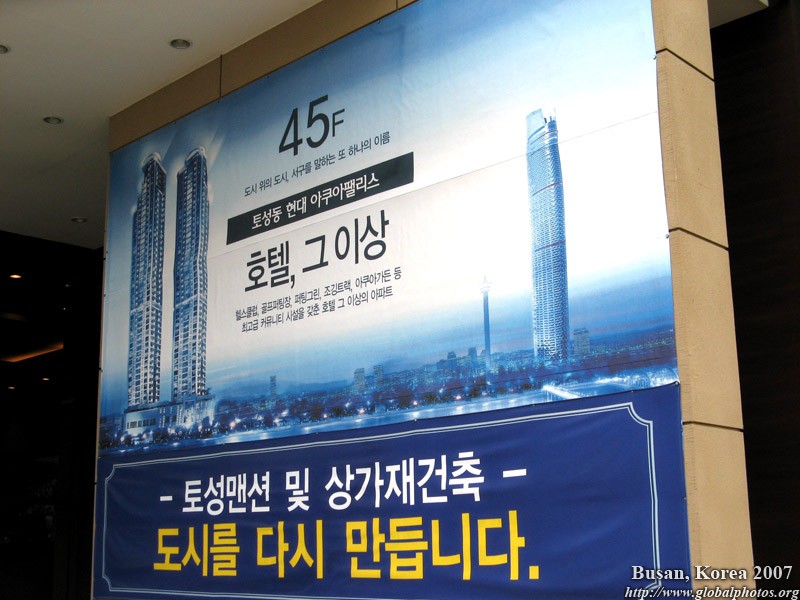 45F
도시 위의 도시, 서구를 말하는 또 하나의 이름
토성동 현대 아쿠아팰리스
호텔, 그 이상
헬스클럽, 골프퍼팅장, 퍼팅그린, 조깅트랙, 아쿠아가든 등
최고급 커뮤니티 시설을 갖춘 호텔 그 이상의 아파트
- 토성맨션 및 상가재건축 -
도시를 다시 만듭니다.
Busan, Korea 2007
http://www.globalphotos.org